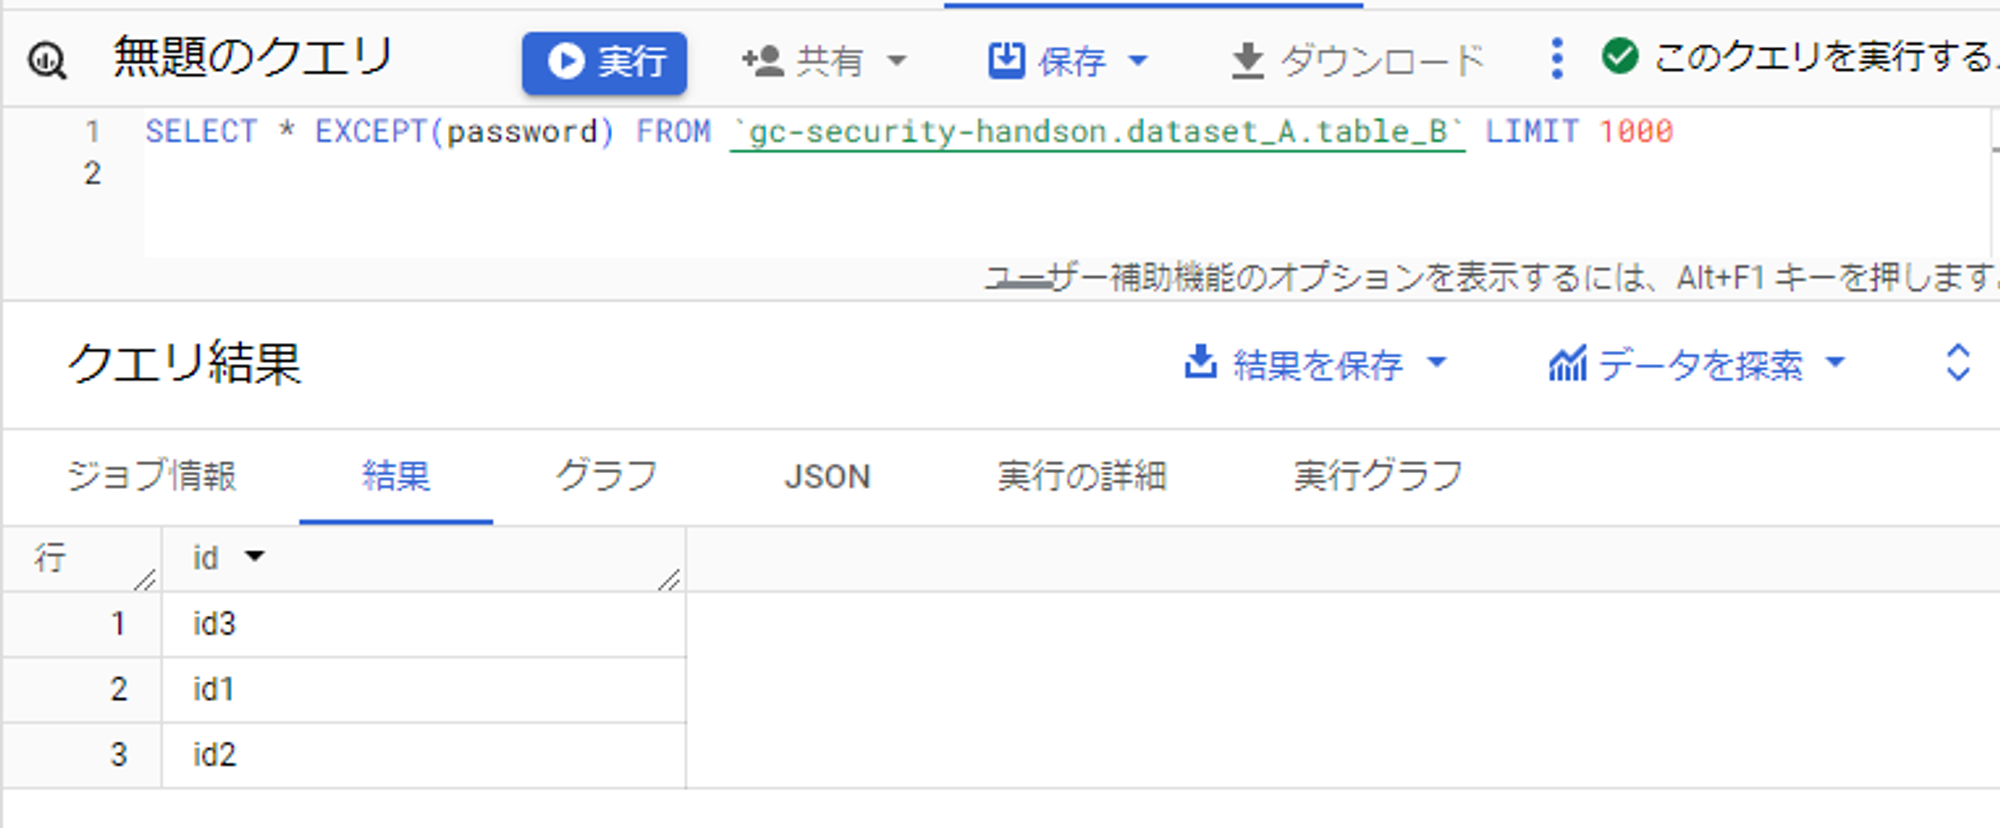 無題のクエリ 実行 共有 保存 ダウンロード このクエリを実行する
1 SELECT * EXCEPT(password) FROM `gc-security-handson.dataset_A.table_B` LIMIT 1000
2
ユーザー補助機能のオプションを表示するには、Alt+F1 キーを押します。
クエリ結果 結果を保存 データを探索
ジョブ情報 結果 グラフ JSON 実行の詳細 実行グラフ
行 id
1 id3
2 id1
3 id2